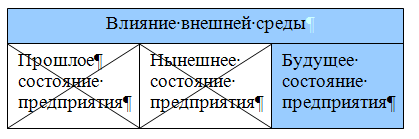 Влияние·внешней·среды¶
Прошлое¶
состояние·
предприятия¶
Нынешнее·
состояние·
предприятия¶
Будущее·
состояние·
предприятия¶